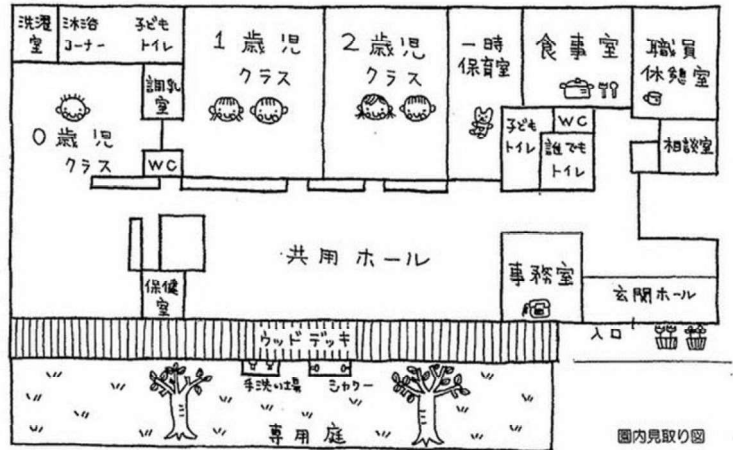 洗濯室
沐浴コーナー
子どもトイレ
1歳児クラス
2歳児クラス
一時保育室
食事室
職員休憩室
調乳室
0歳児クラス
WC
子どもトイレ
WC
誰でもトイレ
相談室
共用ホール
保健室
事務室
玄関ホール
ウッドデッキ
入口
手洗い場
シャワー
専用庭
園内見取り図